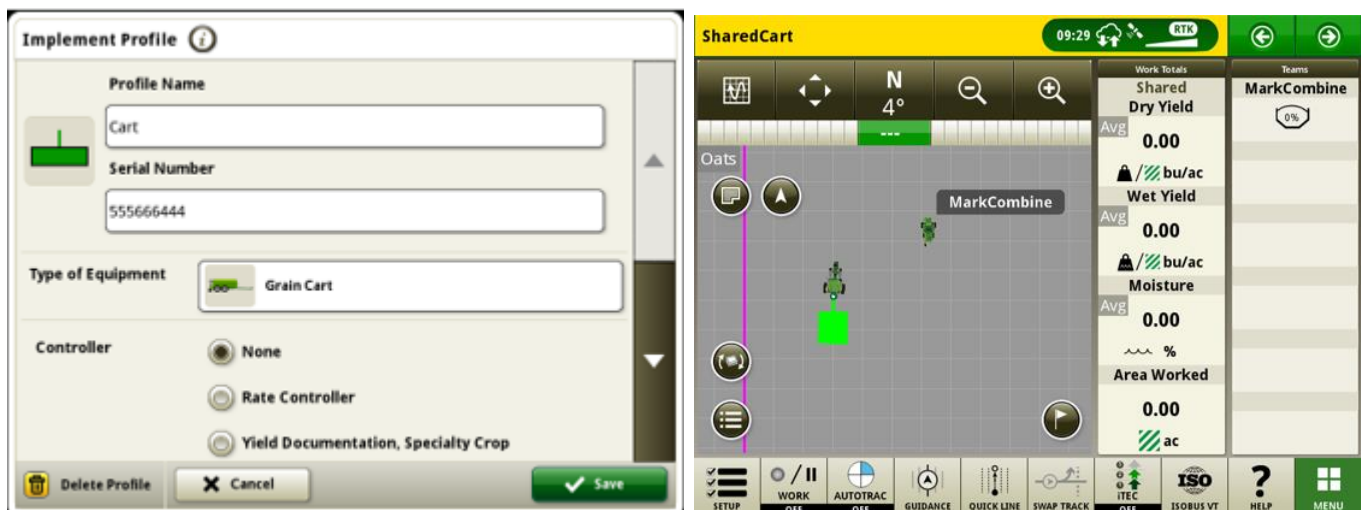 Implement Profile
Profile Name
Cart
Serial Number
555666444
Type of Equipment
Grain Cart
Controller
None
Rate Controller
Yield Documentation, Specialty Crop
Delete Profile
Cancel
Save
SharedCart
09:29
RTK
N
4°
---
Oats
MarkCombine
Work Totals
Shared
Dry Yield
Avg
0.00
/ bu/ac
Wet Yield
Avg
0.00
/ bu/ac
Moisture
Avg
0.00
%
Area Worked
0.00
ac
Teams
MarkCombine
0%
SETUP
WORK
OFF
AUTOTRAC
OFF
GUIDANCE
QUICK LINE
SWAP TRACK
iTEC
OFF
ISO
ISOBUS VT
?
HELP
MENU